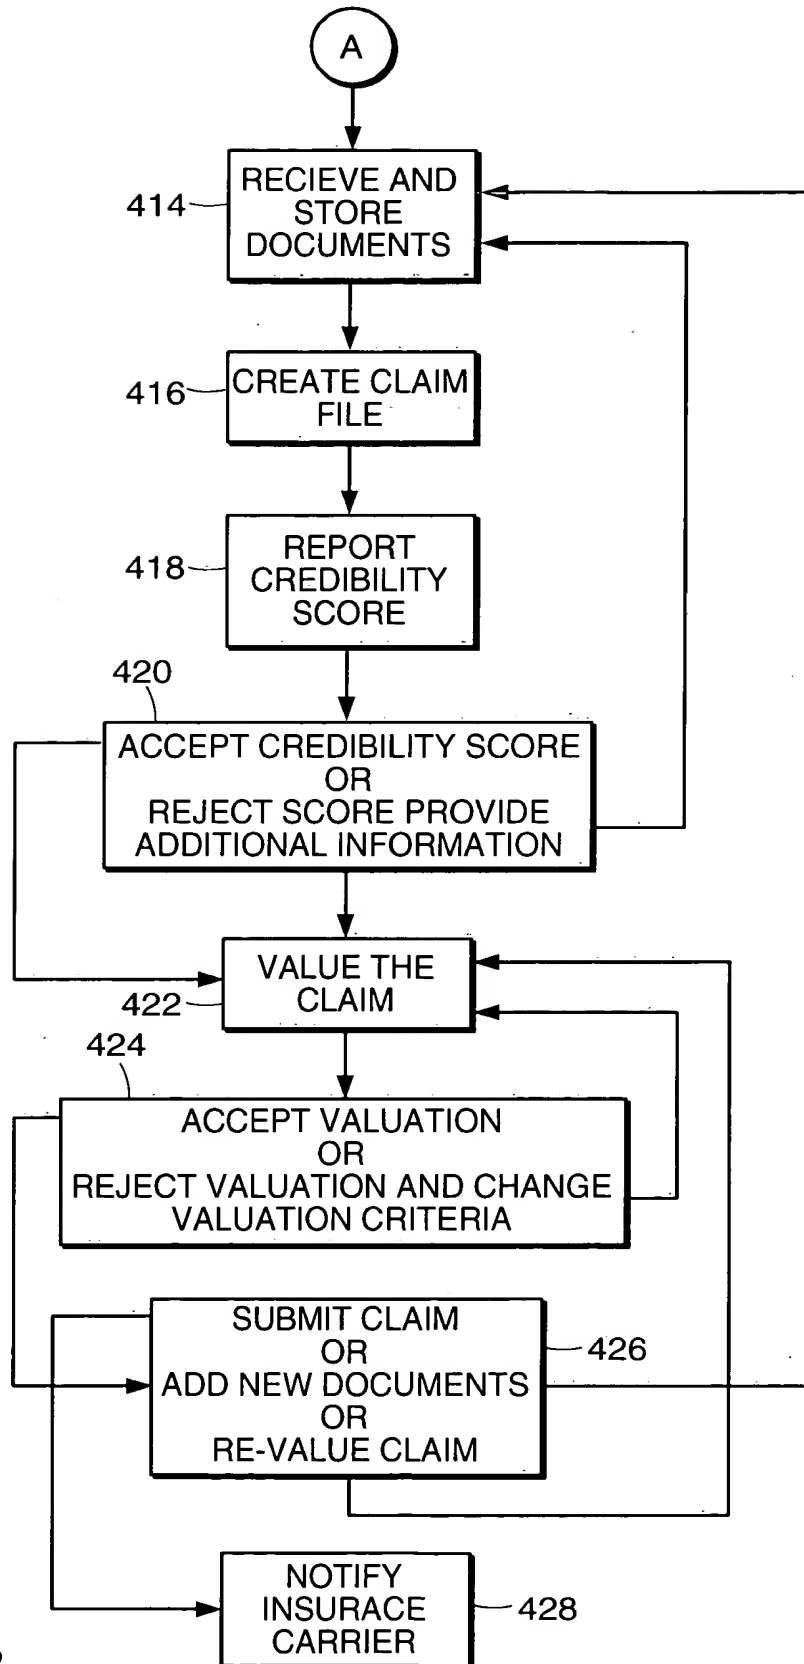 A
RECIEVE AND
STORE
DOCUMENTS
414
CREATE CLAIM
FILE
416
REPORT
CREDIBILITY
SCORE
418
420
ACCEPT CREDIBILITY SCORE
OR
REJECT SCORE PROVIDE
ADDITIONAL INFORMATION
VALUE THE
CLAIM
422
424
ACCEPT VALUATION
OR
REJECT VALUATION AND CHANGE
VALUATION CRITERIA
SUBMIT CLAIM
OR
ADD NEW DOCUMENTS
OR
RE-VALUE CLAIM
426
NOTIFY
INSURACE
CARRIER
428